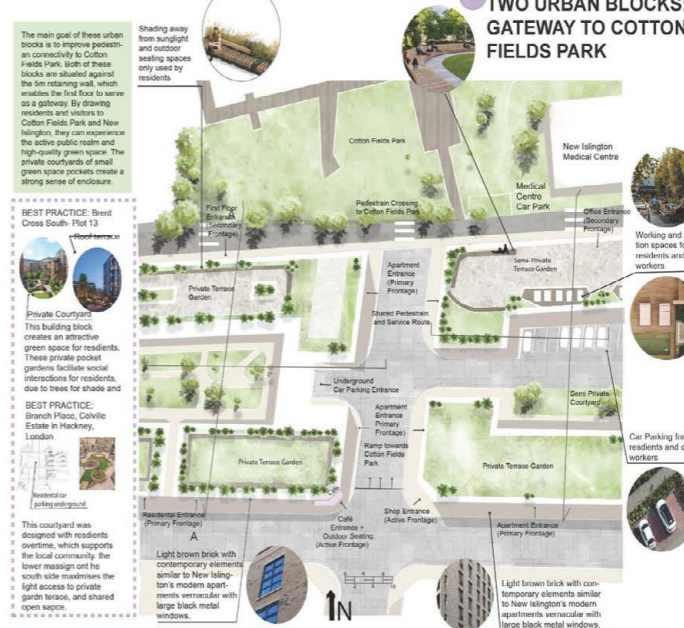 TWO URBAN BLOCKS:
GATEWAY TO COTTON
FIELDS PARK
The main goal of these urban
blocks is to improve pedestri-
an connectivity to Cotton
Fields Park. Both of these
blocks are situated against
the 5m retaining wall, which
enables the first floor to serve
as a gateway. By drawing
residents and visitors to
Cotton Fields Park and New
Islington, they can experience
the active public realm and
high-quality green space. The
private courtyards of small
green space pockets create a
strong sense of enclosure.
Shading away
from sunglight
and outdoor
seating spaces
only used by
residents
BEST PRACTICE: Brent
Cross South- Plot 13
Roof terrace
Private Courtyard
This building block
creates an attractive
green space for resdients.
These private pocket
gardens faciliate social
interactions for residents,
due to trees for shade and
BEST PRACTICE:
Branch Place, Colville
Estate in Hackney,
London
Residental car
parking underground
This courtyard was
designed with resdients
overtime, which supports
the local community. the
lower massign ont he
south side maximises the
light access to private
gardn terace, and shared
open sapce.
Cotton Fields Park
New Islington
Medical Centre
Medical
Centre
Car Park
First Floor
Entrance
(Secondary
Frontage)
Pedestrain Crossing
to Cotton Fields Park
Office Entrance
(Secondary
Frontage)
Private Terrace
Garden
Apartment
Entrance
(Primary
Frontage)
Semi- Private
Terrace Garden
Shared Pedestrain
and Service Route
Working and
tion spaces fo
residents and
workers
Underground
Car Parking Entrance
Semi Private
Courtyard
Apartment
Entrance
Primary
Frontage)
Ramp towards
Cotton Fields
Park
Private Terrace Garden
Private Terrace Garden
Car Parking for
resdients and o
workers
Residental Entrance
(Primary Frontage)
A
Cafe
Café
Entrance +
Outdour Seating
(Active Frontage)
Shop Entrance
(Active Frontage)
Apartment Entrance
(Primary Frontage)
Light brown brick with
contemporary elements
similar to New Isling-
ton's modern apart-
ments vernacular with
large black metal
windows.
N
Light brown brick with con-
temporary elements similar
to New Islington's modern
apartments vernacular with
large black metal windows.